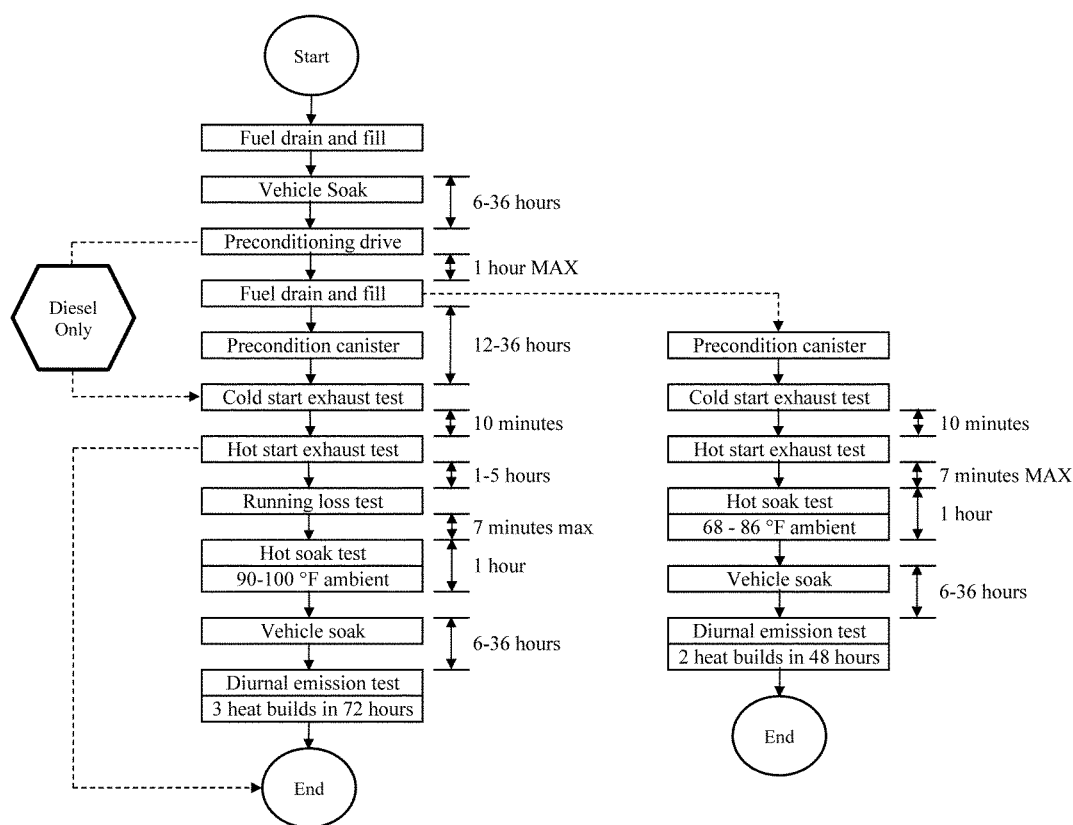 Start
Fuel drain and fill
Vehicle Soak
6-36 hours
Preconditioning drive
1 hour MAX
Diesel
Only
Fuel drain and fill
Precondition canister
12-36 hours
Cold start exhaust test
10 minutes
Hot start exhaust test
1-5 hours
Running loss test
7 minutes max
Hot soak test
90-100 °F ambient
1 hour
Vehicle soak
6-36 hours
Diurnal emission test
3 heat builds in 72 hours
End
Precondition canister
Cold start exhaust test
10 minutes
Hot start exhaust test
7 minutes MAX
Hot soak test
68 - 86 °F ambient
1 hour
Vehicle soak
6-36 hours
Diurnal emission test
2 heat builds in 48 hours
End